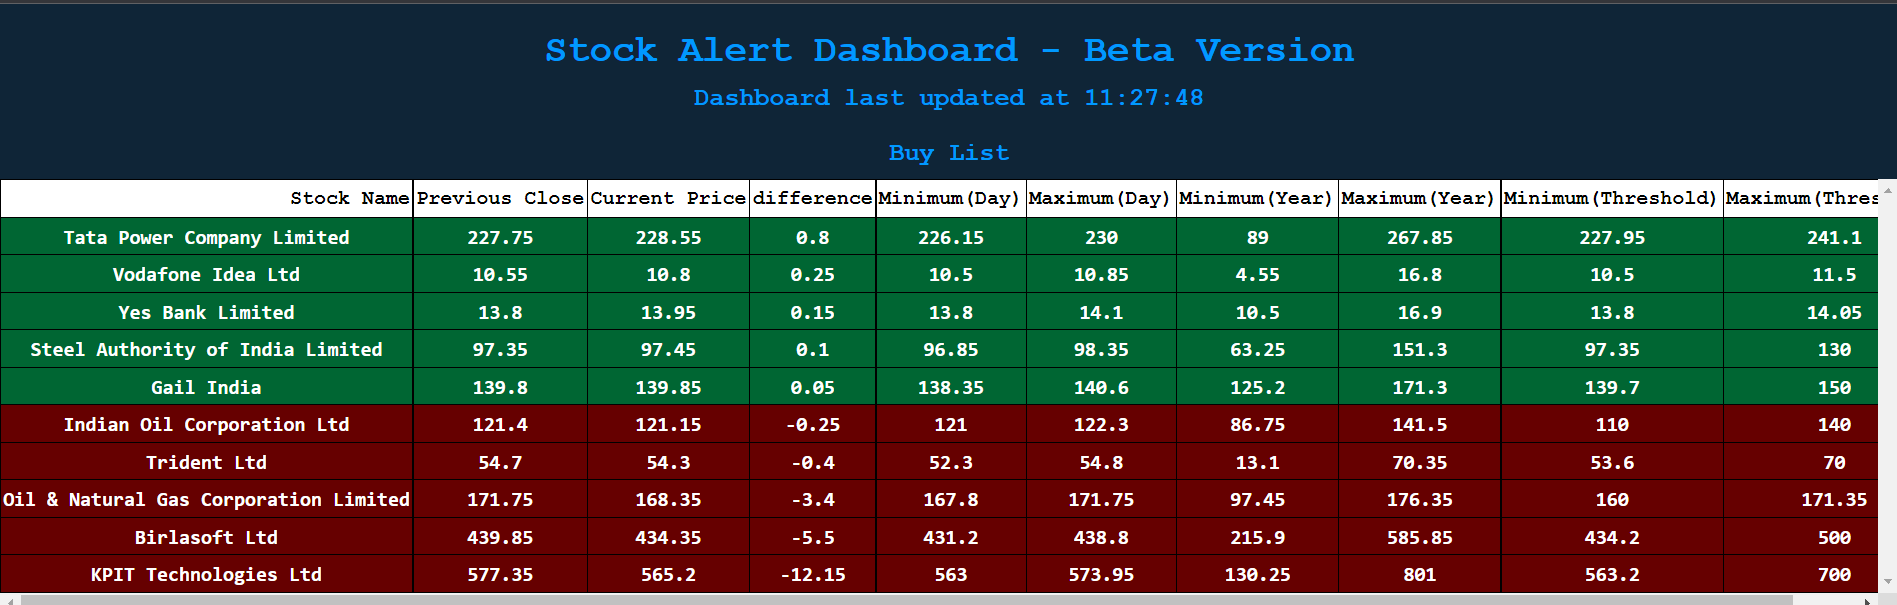 Stock Alert Dashboard - Beta Version
Dashboard last updated at 11:27:48
Buy List
Stock Name Previous Close Current Price difference Minimum(Day) Maximum(Day) Minimum(Year) Maximum(Year) Minimum(Threshold) Maximum(Thres
Tata Power Company Limited 227.75 228.55 0.8 226.15 230 89 267.85 227.95 241.1
Vodafone Idea Ltd 10.55 10.8 0.25 10.5 10.85 4.55 16.8 10.5 11.5
Yes Bank Limited 13.8 13.95 0.15 13.8 14.1 10.5 16.9 13.8 14.05
Steel Authority of India Limited 97.35 97.45 0.1 96.85 98.35 63.25 151.3 97.35 130
Gail India 139.8 139.85 0.05 138.35 140.6 125.2 171.3 139.7 150
Indian Oil Corporation Ltd 121.4 121.15 -0.25 121 122.3 86.75 141.5 110 140
Trident Ltd 54.7 54.3 -0.4 52.3 54.8 13.1 70.35 53.6 70
Oil & Natural Gas Corporation Limited 171.75 168.35 -3.4 167.8 171.75 97.45 176.35 160 171.35
Birlasoft Ltd 439.85 434.35 -5.5 431.2 438.8 215.9 585.85 434.2 500
KPIT Technologies Ltd 577.35 565.2 -12.15 563 573.95 130.25 801 563.2 700